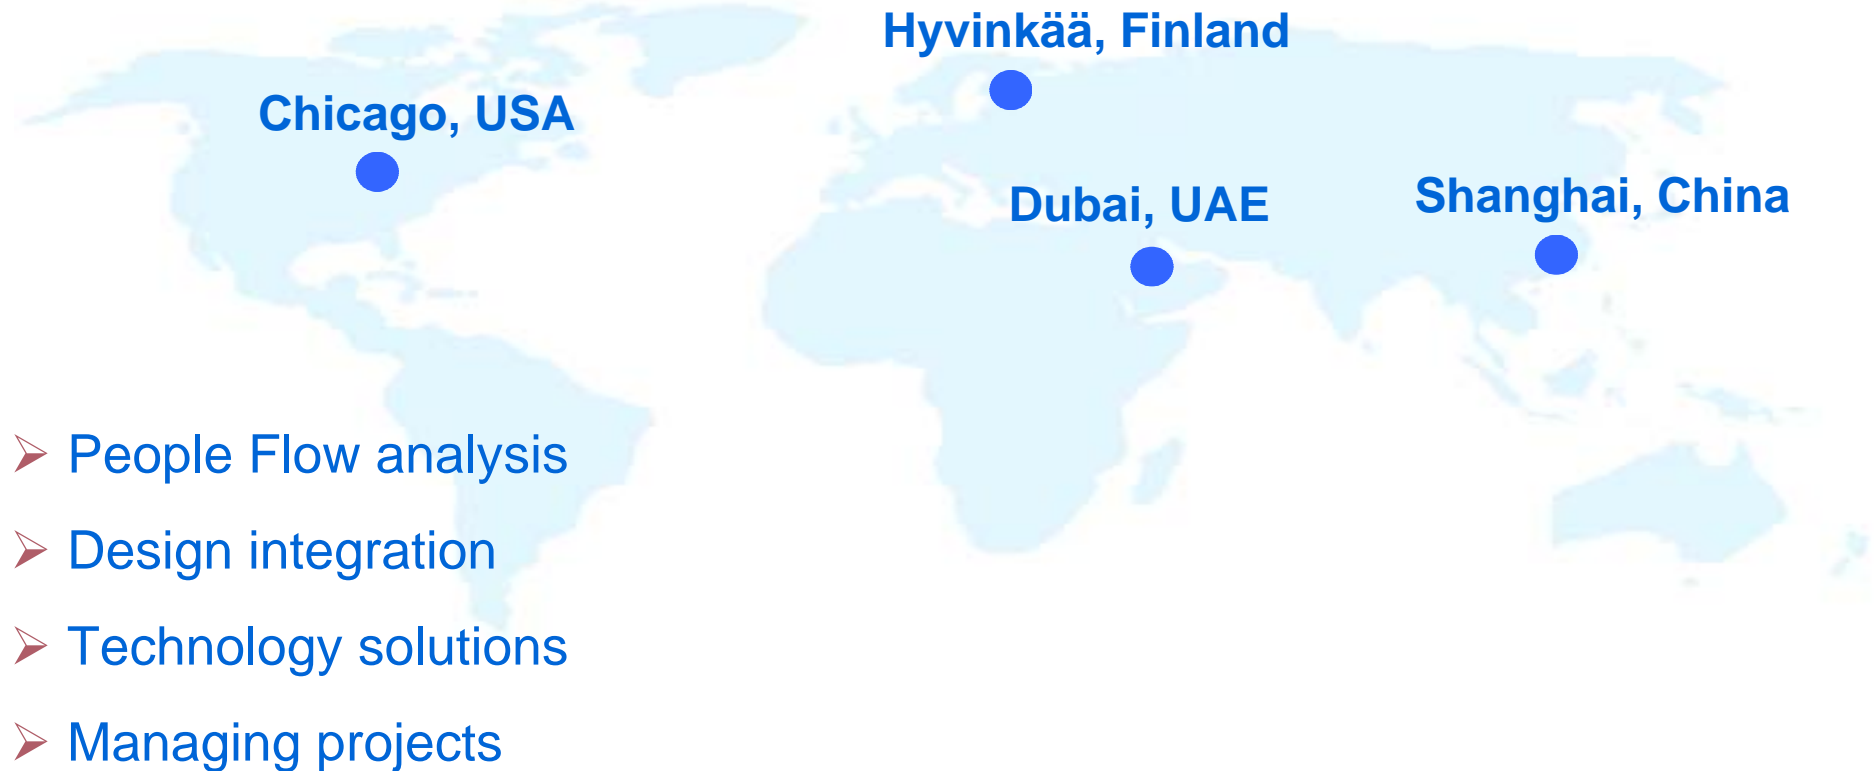 Hyvinkää, Finland
Chicago, USA
Dubai, UAE
Shanghai, China
People Flow analysis
Design integration
Technology solutions
Managing projects